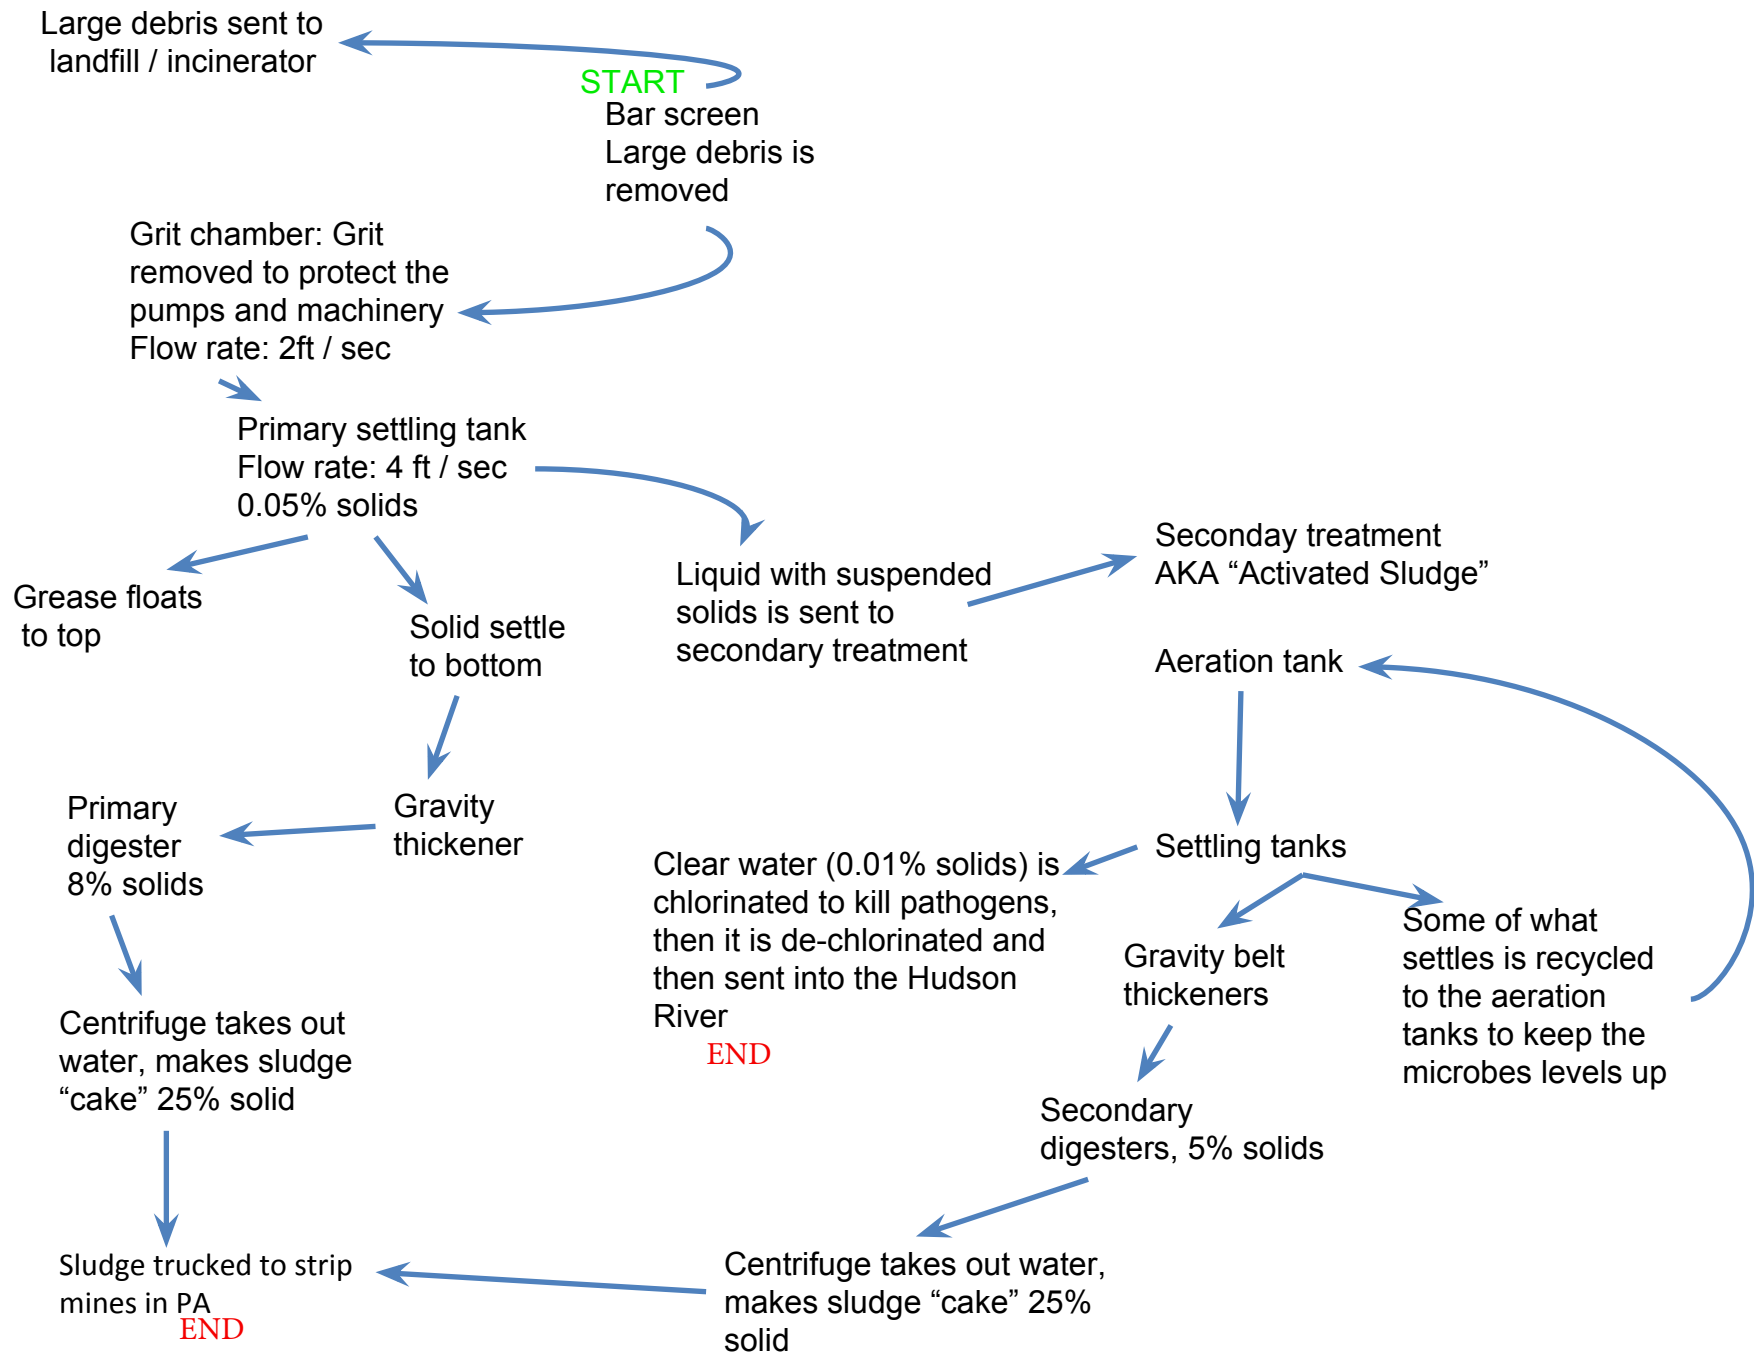 Large debris sent to
landfill / incinerator
START
Bar screen
Large debris is
removed
Grit chamber: Grit
removed to protect the
pumps and machinery
Flow rate: 2ft / sec
Primary settling tank
Flow rate: 4 ft / sec
0.05% solids
Grease floats
to top
Solid settle
to bottom
Liquid with suspended
solids is sent to
secondary treatment
Seconday treatment
AKA “Activated Sludge”
Aeration tank
Settling tanks
Primary
digester
8% solids
Gravity
thickener
Clear water (0.01% solids) is
chlorinated to kill pathogens,
then it is de-chlorinated and
then sent into the Hudson
River
END
Gravity belt
thickeners
Some of what
settles is recycled
to the aeration
tanks to keep the
microbes levels up
Centrifuge takes out
water, makes sludge
“cake” 25% solid
Secondary
digesters, 5% solids
Sludge trucked to strip
mines in PA
END
Centrifuge takes out water,
makes sludge “cake” 25%
solid